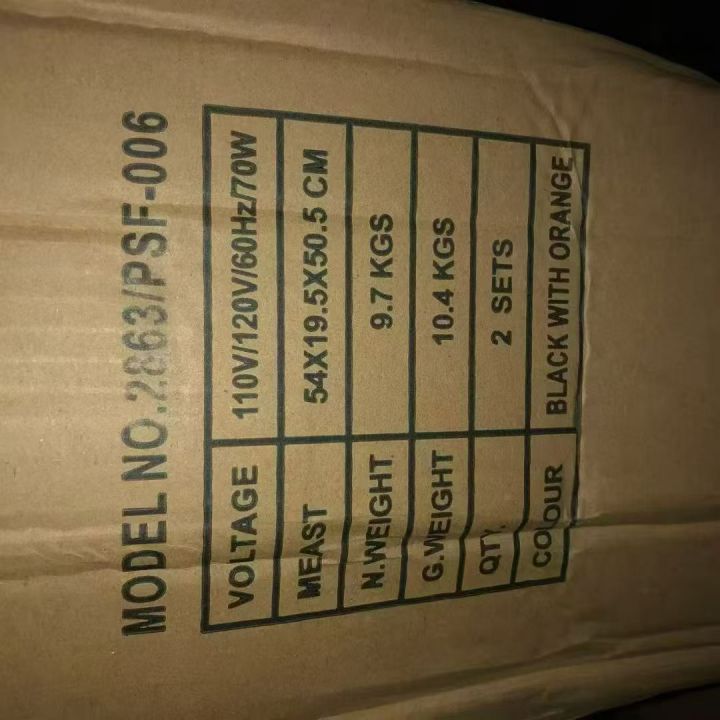 MODEL NO.2863/PSF-006
VOLTAGE 110V/120V/60Hz/70W
MEAST 54X19.5X50.5 CM
N.WEIGHT 9.7 KGS
G.WEIGHT 10.4 KGS
QTY. 2 SETS
COLOUR BLACK WITH ORANGE